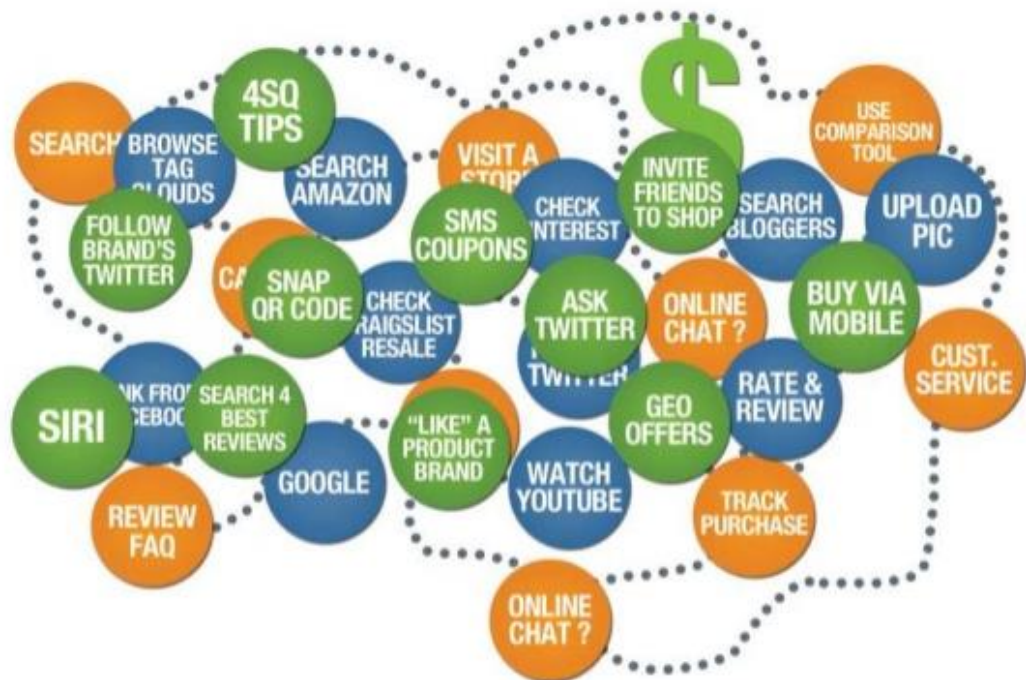 $
4SQ
TIPS
SEARCH
BROWSE
TAG
CLOUDS
SEARCH
AMAZON
VISIT A
STORE
INVITE
FRIENDS
TO SHOP
USE
COMPARISON
TOOL
FOLLOW
BRAND'S
TWITTER
SMS
COUPONS
CHECK
SEARCH
BLOGGERS
UPLOAD
PIC
SNAP
QR CODE
CHECK
RESALE
ASK
TWITTER
ONLINE
CHAT ?
BUY VIA
MOBILE
CUST.
SERVICE
SIRI
SEARCH 4
BEST
REVIEWS
"LIKE" A
PRODUCT
BRAND
TWITTER
GEO
OFFERS
RATE &
REVIEW
GOOGLE
WATCH
YOUTUBE
REVIEW
FAQ
TRACK
PURCHASE
ONLINE
CHAT ?